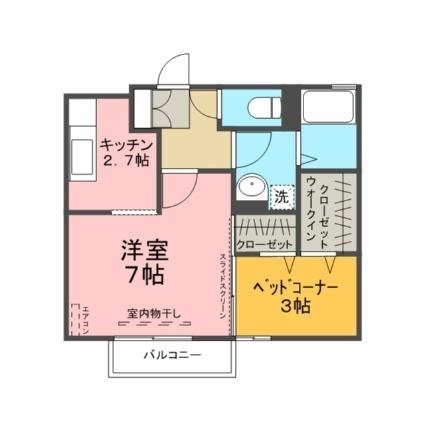 キッチン
2.7帖
洗
ウォークイン
クローゼット
クローゼット
洋室
7帖
スライドスクリーン
ベッドコーナー
3帖
室内物干し
エアコン
バルコニー